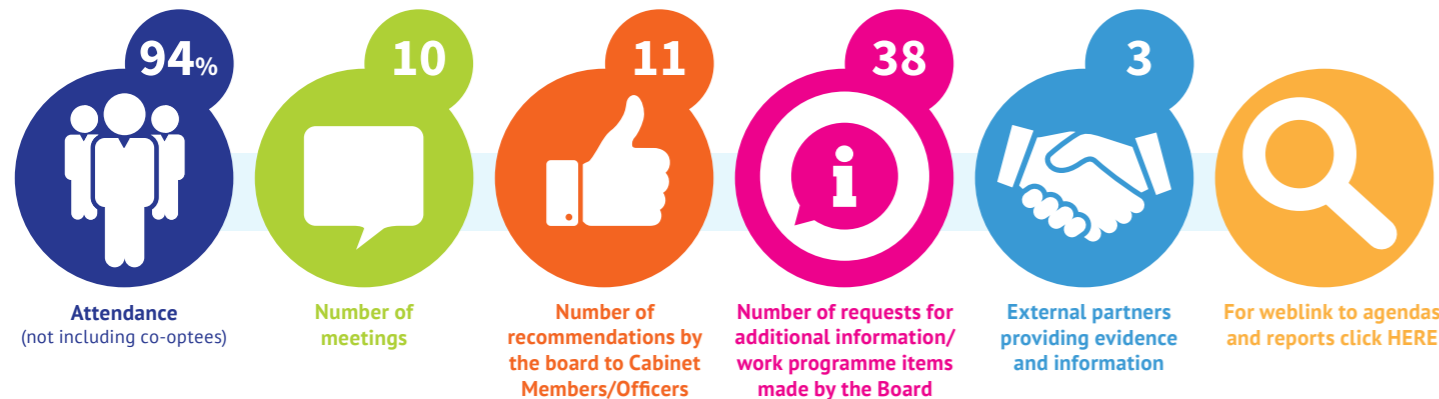 94%
10
11
38
3
i
Attendance
(not including co-optees)
Number of
meetings
Number of
recommendations by
the board to Cabinet
Members/Officers
Number of requests for
additional information/
work programme items
made by the Board
External partners
providing evidence
and information
For weblink to agendas
and reports click HERE